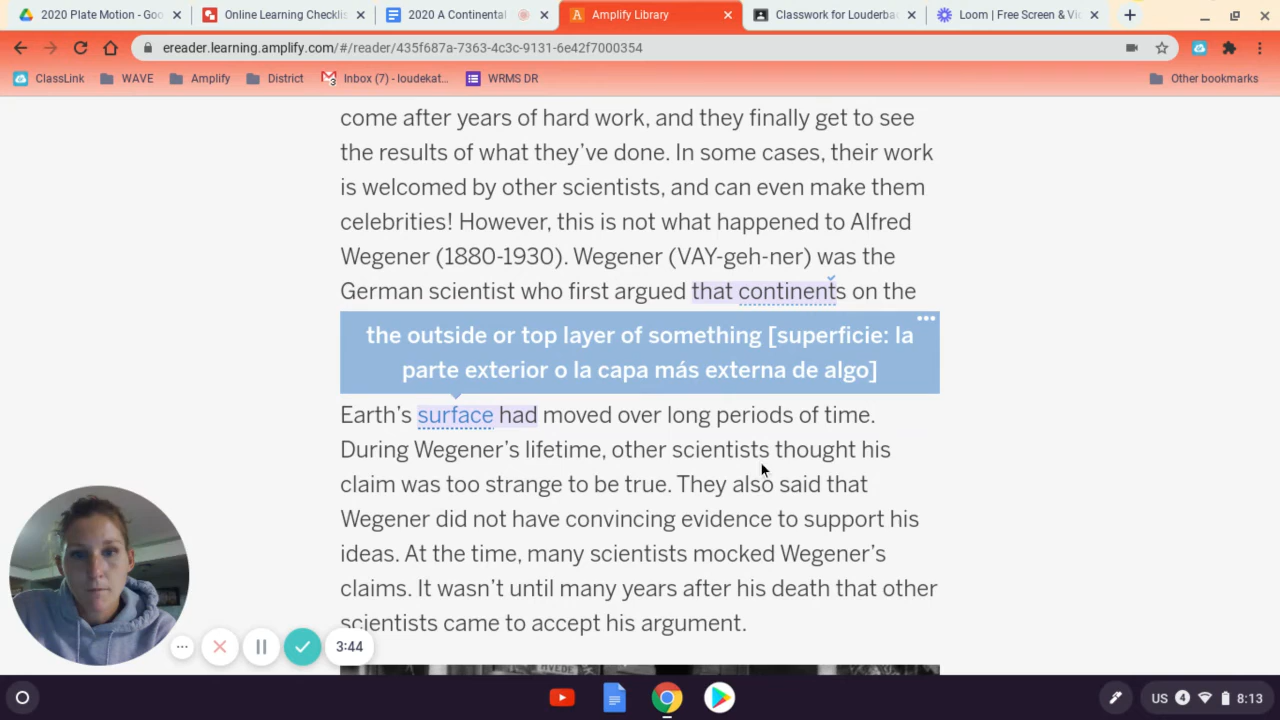 2020 Plate Motion - Goo
Online Learning Checklis
2020 A Continental
Amplify Library
Classwork for Louderba
Loom | Free Screen & Vi
ereader.learning.amplify.com/#/reader/435f687a-7363-4c3c-9131-6e42f7000354
ClassLink
WAVE
Amplify
District
Inbox (7) - loudekat...
WRMS DR
Other bookmarks
come after years of hard work, and they finally get to see
the results of what they've done. In some cases, their work
is welcomed by other scientists, and can even make them
celebrities! However, this is not what happened to Alfred
Wegener (1880-1930). Wegener (VAY-geh-ner) was the
German scientist who first argued that continents on the
the outside or top layer of something [superficie: la
parte exterior o la capa más externa de algo]
Earth's surface had moved over long periods of time.
During Wegener's lifetime, other scientists thought his
claim was too strange to be true. They also said that
Wegener did not have convincing evidence to support his
ideas. At the time, many scientists mocked Wegener's
claims. It wasn't until many years after his death that other
scientists came to accept his argument.
3:44
US 4 8:13